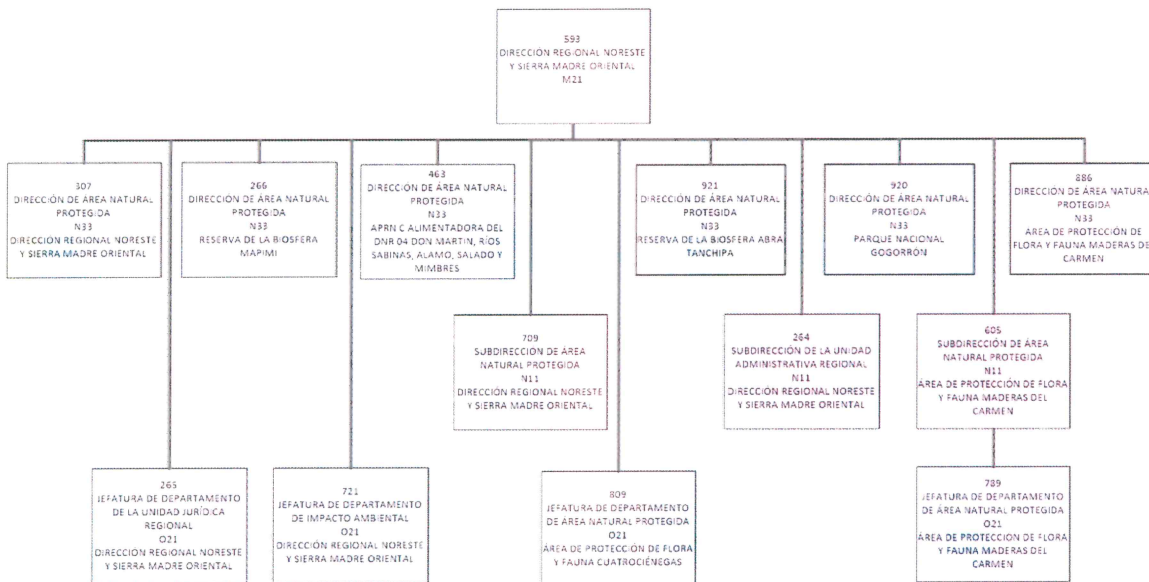 593
DIRECCIÓN REGIONAL NORESTE
Y SIERRA MADRE ORIENTAL
M21
307
DIRECCIÓN DE ÁREA NATURAL
PROTEGIDA
N33
DIRECCIÓN REGIONAL NORESTE
Y SIERRA MADRE ORIENTAL
266
DIRECCIÓN DE ÁREA NATURAL
PROTEGIDA
N33
RESERVA DE LA BIOSFERA
MAPIMI
463
DIRECCIÓN DE ÁREA NATURAL
PROTEGIDA
N33
APRN C ALIMENTADORA DEL
DNR 04 DON MARTIN, RÍOS
SABINAS, ALAMO, SALADO Y
MIMBRES
921
DIRECCIÓN DE ÁREA NATURAL
PROTEGIDA
N33
RESERVA DE LA BIOSFERA ABRA
TANCHIPA
920
DIRECCIÓN DE ÁREA NATURAL
PROTEGIDA
N33
PARQUE NACIONAL
GOGORRÓN
886
DIRECCIÓN DE ÁREA NATURAL
PROTEGIDA
N33
ÁREA DE PROTECCIÓN DE
FLORA Y FAUNA MADERAS DEL
CARMEN
709
SUBDIRECCIÓN DE ÁREA
NATURAL PROTEGIDA
N11
DIRECCIÓN REGIONAL NORESTE
Y SIERRA MADRE ORIENTAL
264
SUBDIRECCIÓN DE LA UNIDAD
ADMINISTRATIVA REGIONAL
N11
DIRECCIÓN REGIONAL NORESTE
Y SIERRA MADRE ORIENTAL
605
SUBDIRECCIÓN DE ÁREA
NATURAL PROTEGIDA
N11
ÁREA DE PROTECCIÓN DE FLORA
Y FAUNA MADERAS DEL
CARMEN
265
JEFATURA DE DEPARTAMENTO
DE LA UNIDAD JURÍDICA
REGIONAL
O21
DIRECCIÓN REGIONAL NORESTE
Y SIERRA MADRE ORIENTAL
721
JEFATURA DE DEPARTAMENTO
DE IMPACTO AMBIENTAL
O21
DIRECCIÓN REGIONAL NORESTE
Y SIERRA MADRE ORIENTAL
809
JEFATURA DE DEPARTAMENTO
DE ÁREA NATURAL PROTEGIDA
O21
ÁREA DE PROTECCIÓN DE FLORA
Y FAUNA CUATROCIÉNEGAS
789
JEFATURA DE DEPARTAMENTO
DE ÁREA NATURAL PROTEGIDA
O21
ÁREA DE PROTECCIÓN DE FLORA
Y FAUNA MADERAS DEL
CARMEN